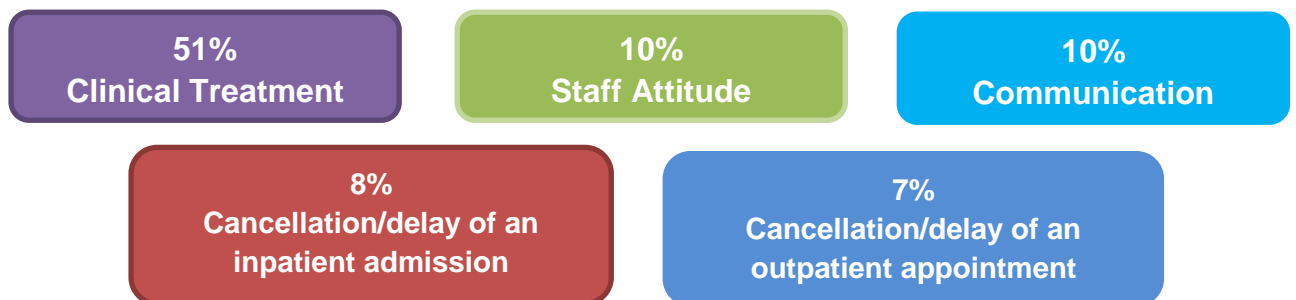 51%
Clinical Treatment
10%
Staff Attitude
10%
Communication
8%
Cancellation/delay of an
inpatient admission
7%
Cancellation/delay of an
outpatient appointment